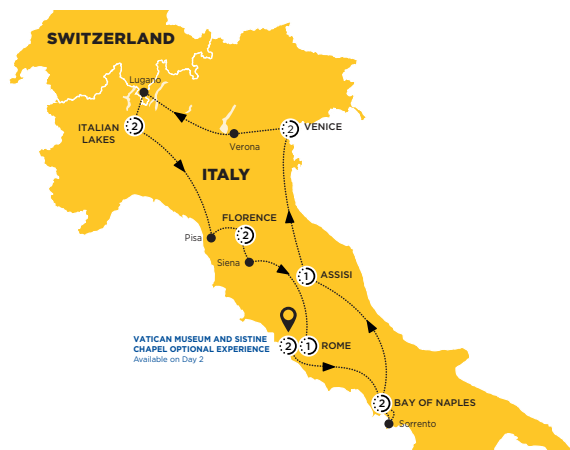 SWITZERLAND
Lugano
ITALIAN
LAKES
2
Verona
2
VENICE
ITALY
FLORENCE
Pisa
2
Siena
1
ASSISI
VATICAN MUSEUM AND SISTINE
CHAPEL OPTIONAL EXPERIENCE
Available on Day 2
2
1
ROME
2
BAY OF NAPLES
Sorrento